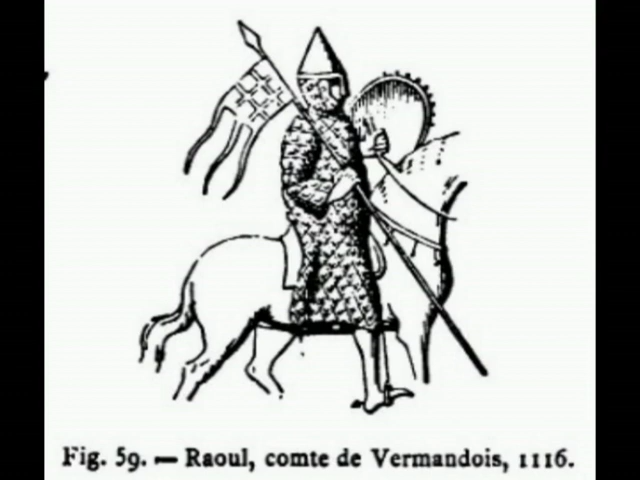 Fig. 59. — Raoul, comte de Vermandois, 1116.